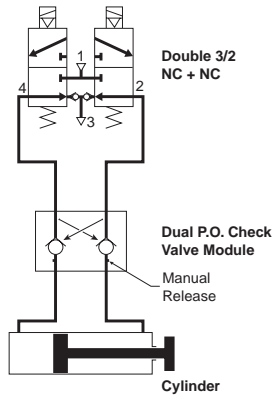 Double 3/2
NC + NC
1
4
2
3
Dual P.O. Check
Valve Module
Manual
Release
Cylinder